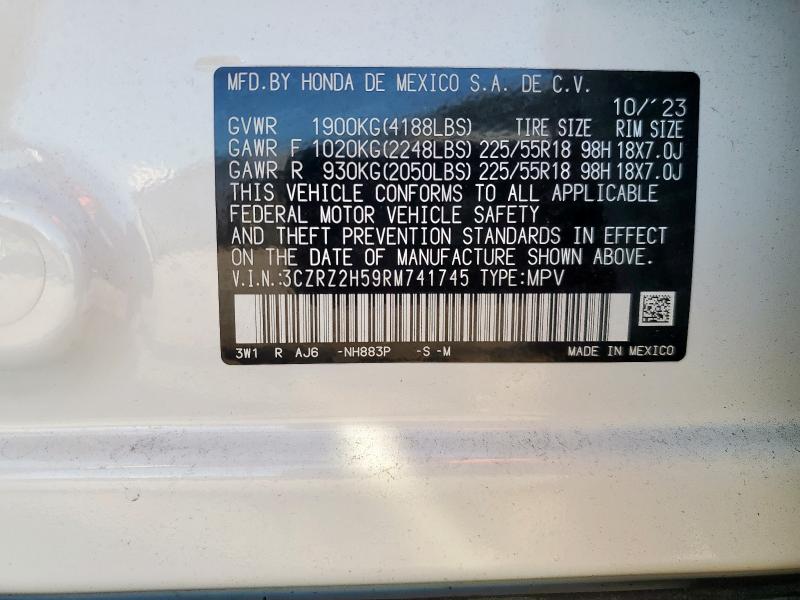 MFD.BY HONDA DE MEXICO S.A. DE C.V.
10/'23
GVWR 1900KG(4188LBS) TIRE SIZE RIM SIZE
GAWR F 1020KG(2248LBS) 225/55R18 98H 18X7.0J
GAWR R 930KG(2050LBS) 225/55R18 98H 18X7.0J
THIS VEHICLE CONFORMS TO ALL APPLICABLE
FEDERAL MOTOR VEHICLE SAFETY
AND THEFT PREVENTION STANDARDS IN EFFECT
ON THE DATE OF MANUFACTURE SHOWN ABOVE.
V.I.N.:3CZRZ2H59RM741745 TYPE:MPV
3W1 R AJ6 -NH883P -S -M MADE IN MEXICO